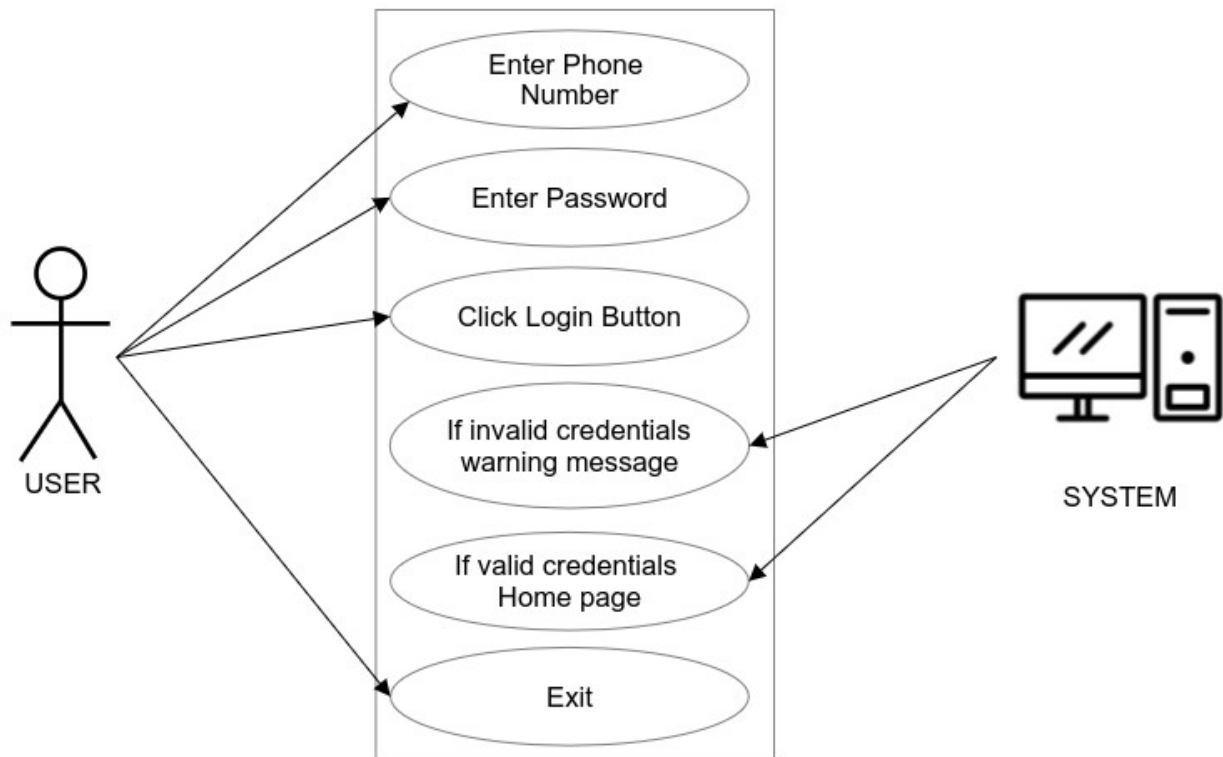 Enter Phone
Number
Enter Password
Click Login Button
If invalid credentials
warning message
USER
SYSTEM
If valid credentials
Home page
Exit